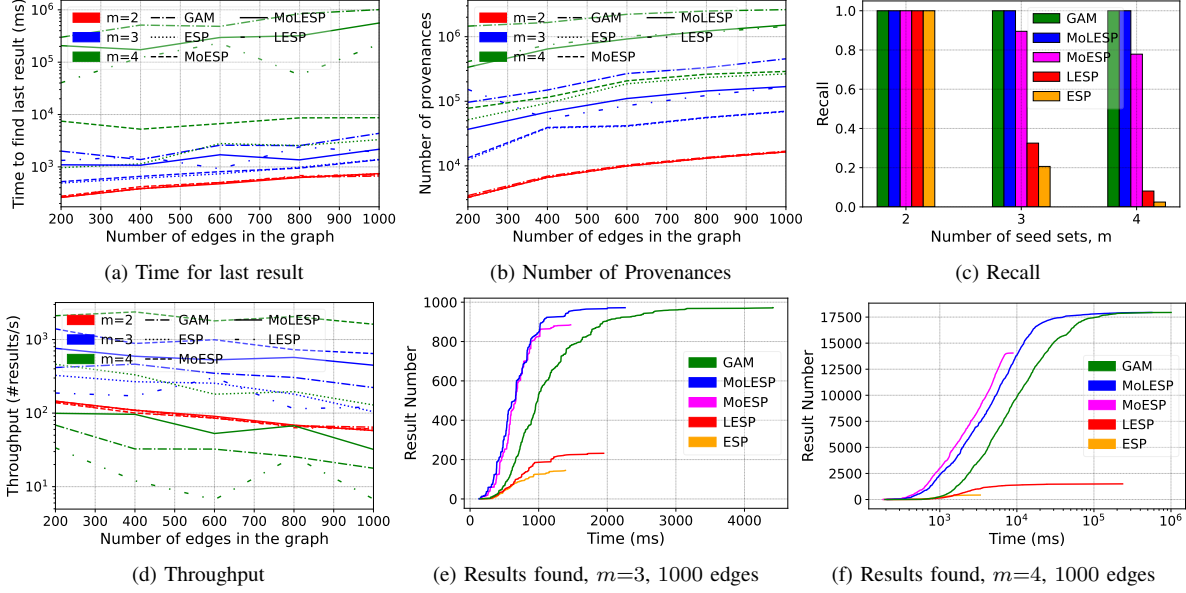 Time to find last result (ms)
10^6
10^5
10^4
10^3
m=2 GAM MoLESP
m=3 ESP LESP
m=4 MoESP
200 300 400 500 600 700 800 900 1000
Number of edges in the graph
(a) Time for last result
Number of provenances
10^6
10^5
10^4
m=2 GAM MoLESP
m=3 ESP LESP
m=4 MoESP
200 300 400 500 600 700 800 900 1000
Number of edges in the graph
(b) Number of Provenances
Recall
1.0
0.8
0.6
0.4
0.2
0.0
GAM
MoLESP
MoESP
LESP
ESP
2 3 4
Number of seed sets, m
(c) Recall
Throughput (#results/s)
10^3
10^2
10^1
m=2 GAM MoLESP
m=3 ESP LESP
m=4 MoESP
200 300 400 500 600 700 800 900 1000
Number of edges in the graph
(d) Throughput
Result Number
1000
800
600
400
200
0
GAM
MoLESP
MoESP
LESP
ESP
0 1000 2000 3000 4000
Time (ms)
(e) Results found, m=3, 1000 edges
Result Number
17500
15000
12500
10000
7500
5000
2500
0
GAM
MoLESP
MoESP
LESP
ESP
10^3 10^4 10^5 10^6
Time (ms)
(f) Results found, m=4, 1000 edges